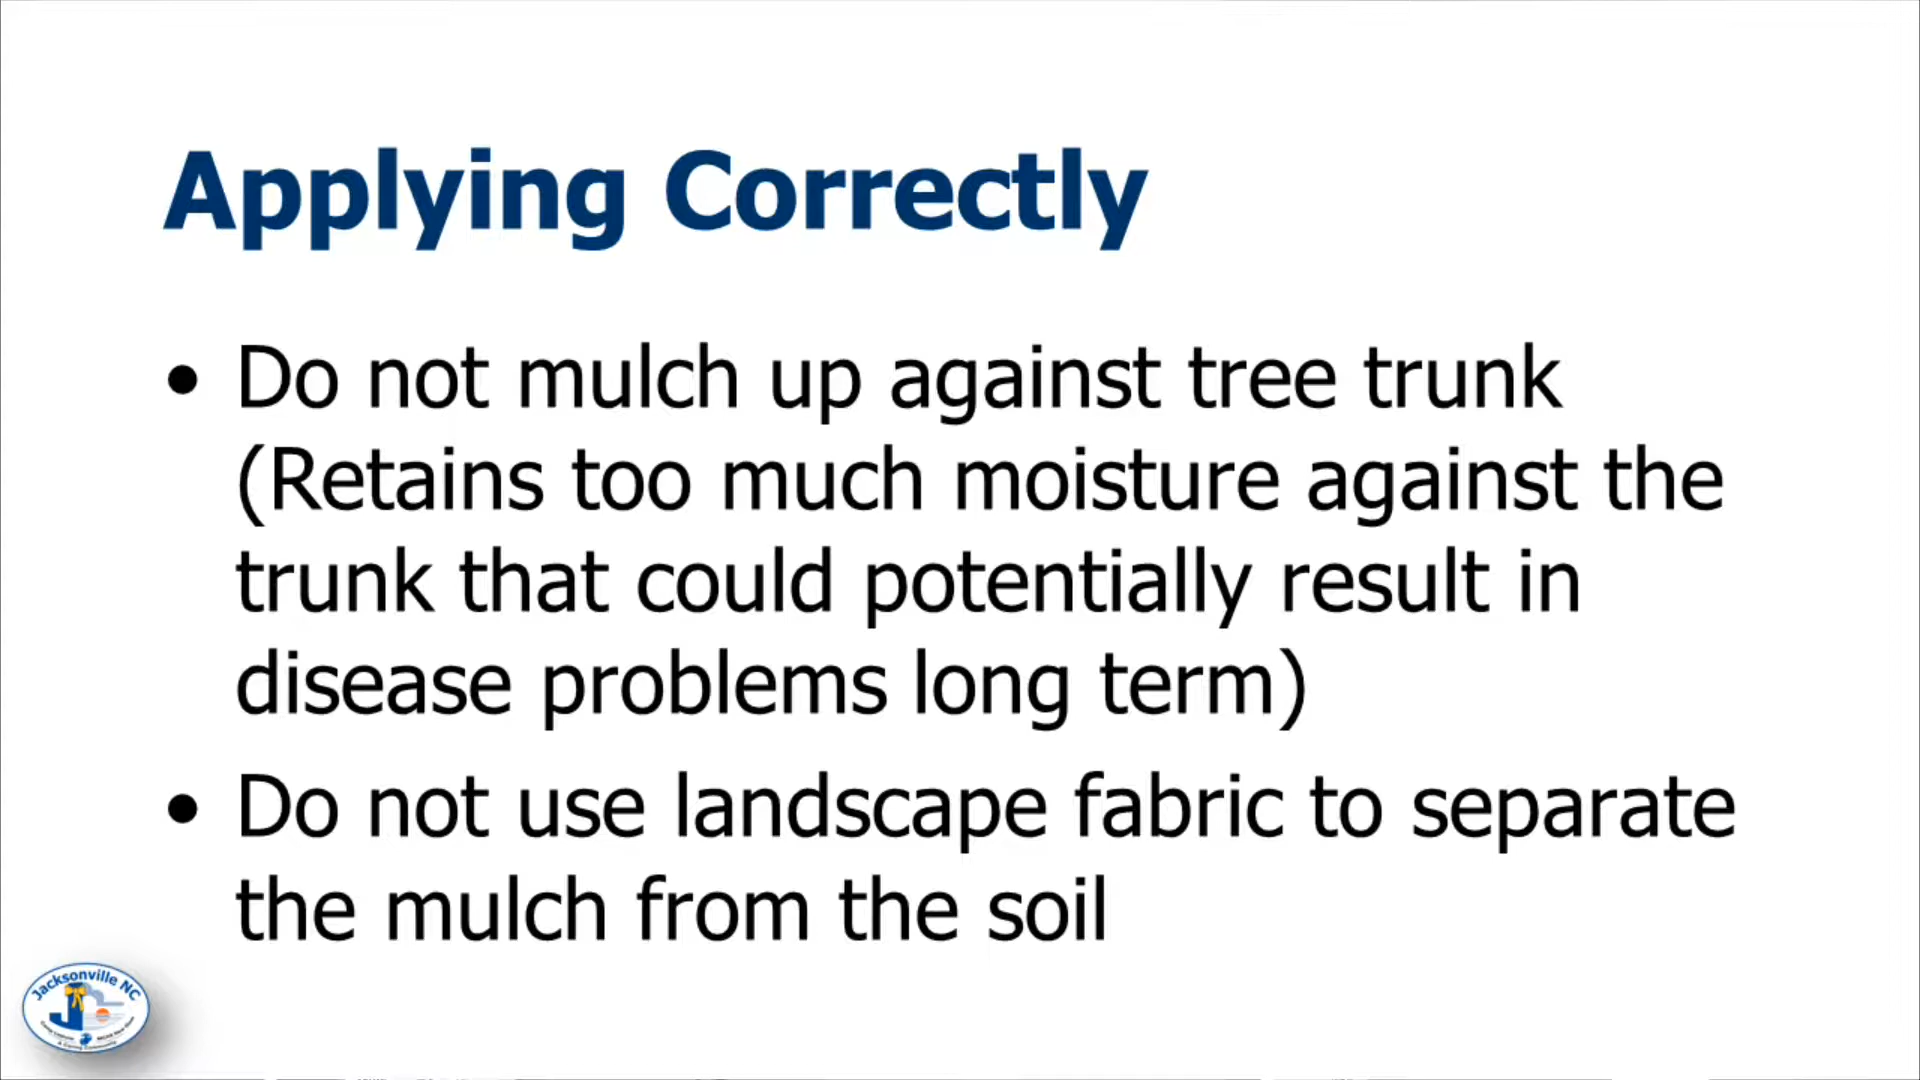 Applying Correctly
• Do not mulch up against tree trunk
(Retains too much moisture against the
trunk that could potentially result in
disease problems long term)
• Do not use landscape fabric to separate
the mulch from the soil
Jacksonville NC
A Caring Community